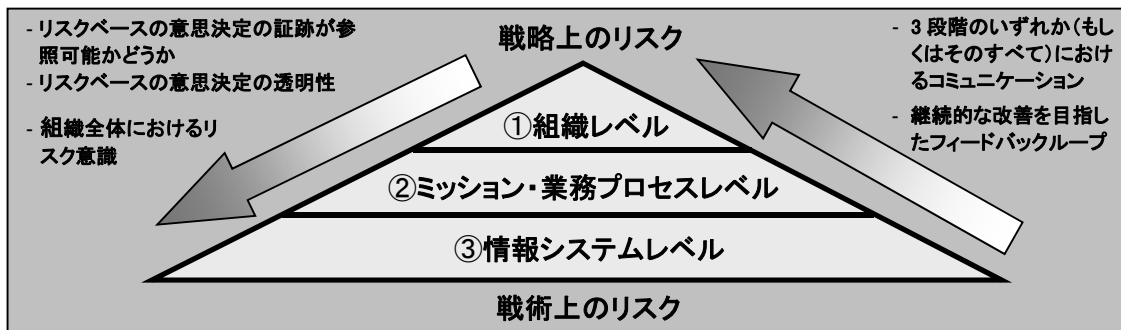 - リスクベースの意思決定の証跡が参
照可能かどうか
- リスクベースの意思決定の透明性
- 組織全体におけるリ
スク意識
戦略上のリスク
- 3 段階のいずれか（もし
くはそのすべて）におけ
るコミュニケーション
- 継続的な改善を目指し
たフィードバックループ
①組織レベル
②ミッション・業務プロセスレベル
③情報システムレベル
戦術上のリスク